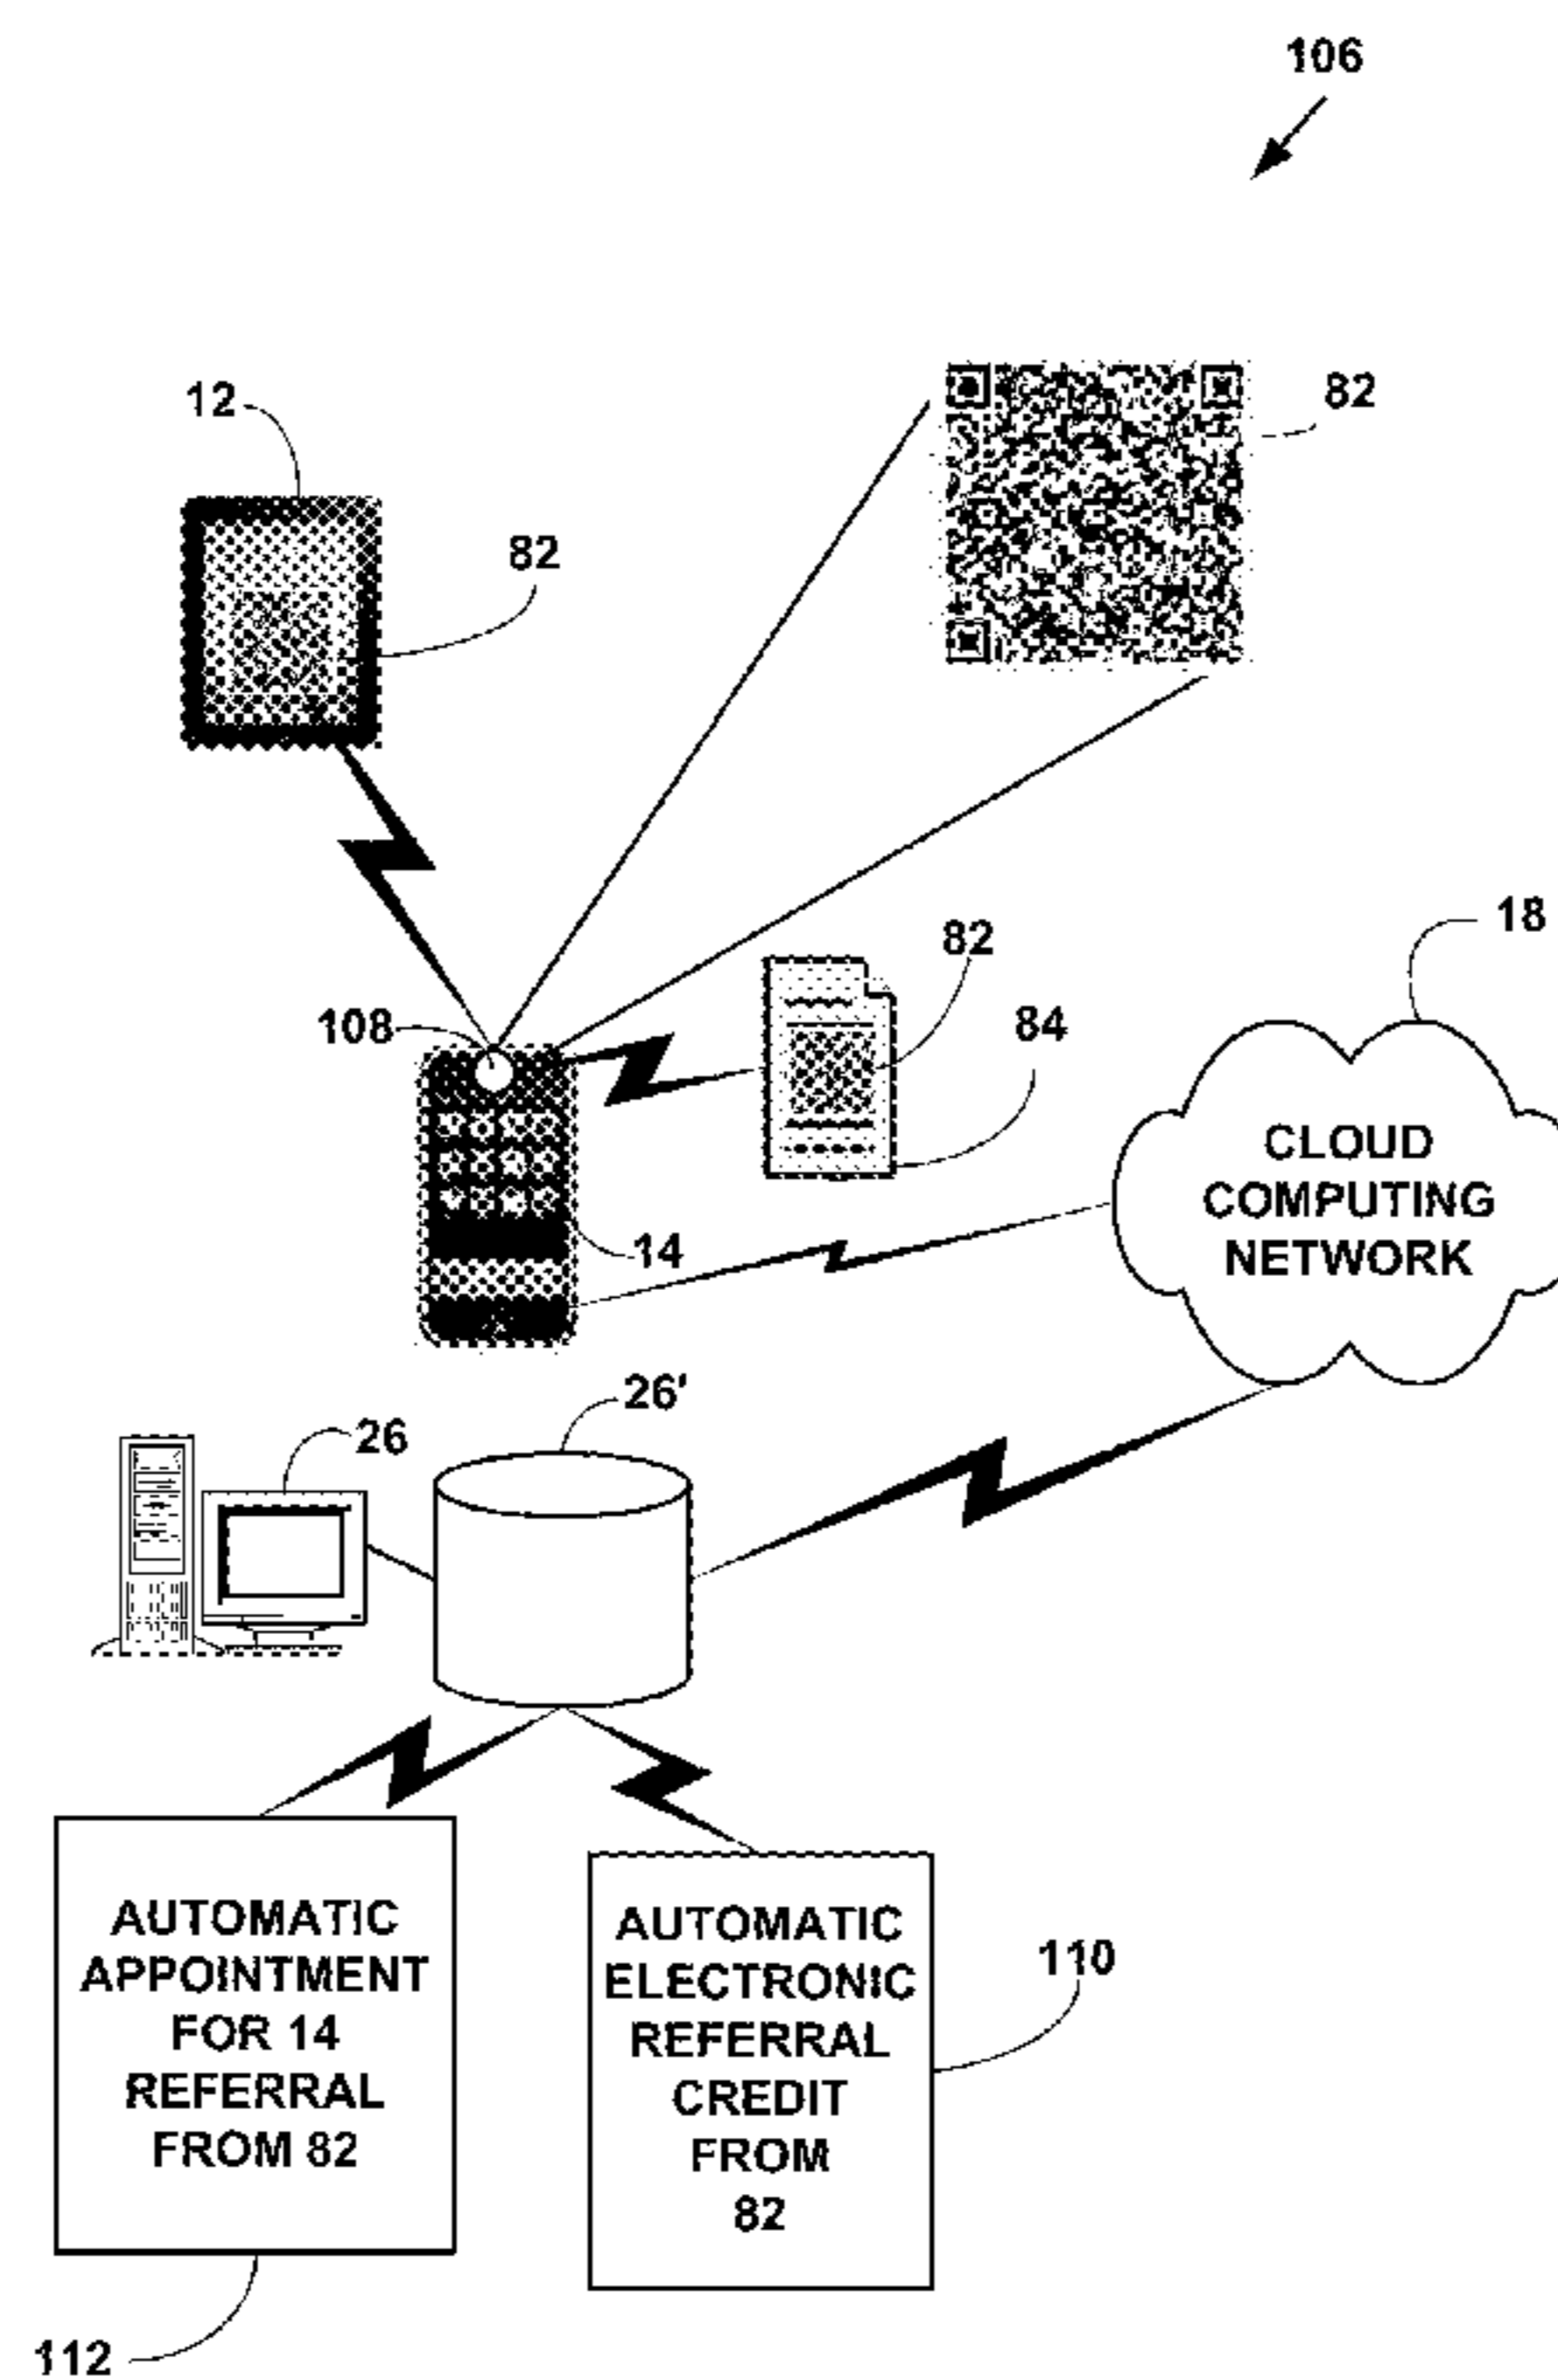 106
12
82
82
18
82
84
108
14
CLOUD
COMPUTING
NETWORK
26'
26
AUTOMATIC
APPOINTMENT
FOR 14
REFERRAL
FROM 82
AUTOMATIC
ELECTRONIC
REFERRAL
CREDIT
FROM
82
110
112